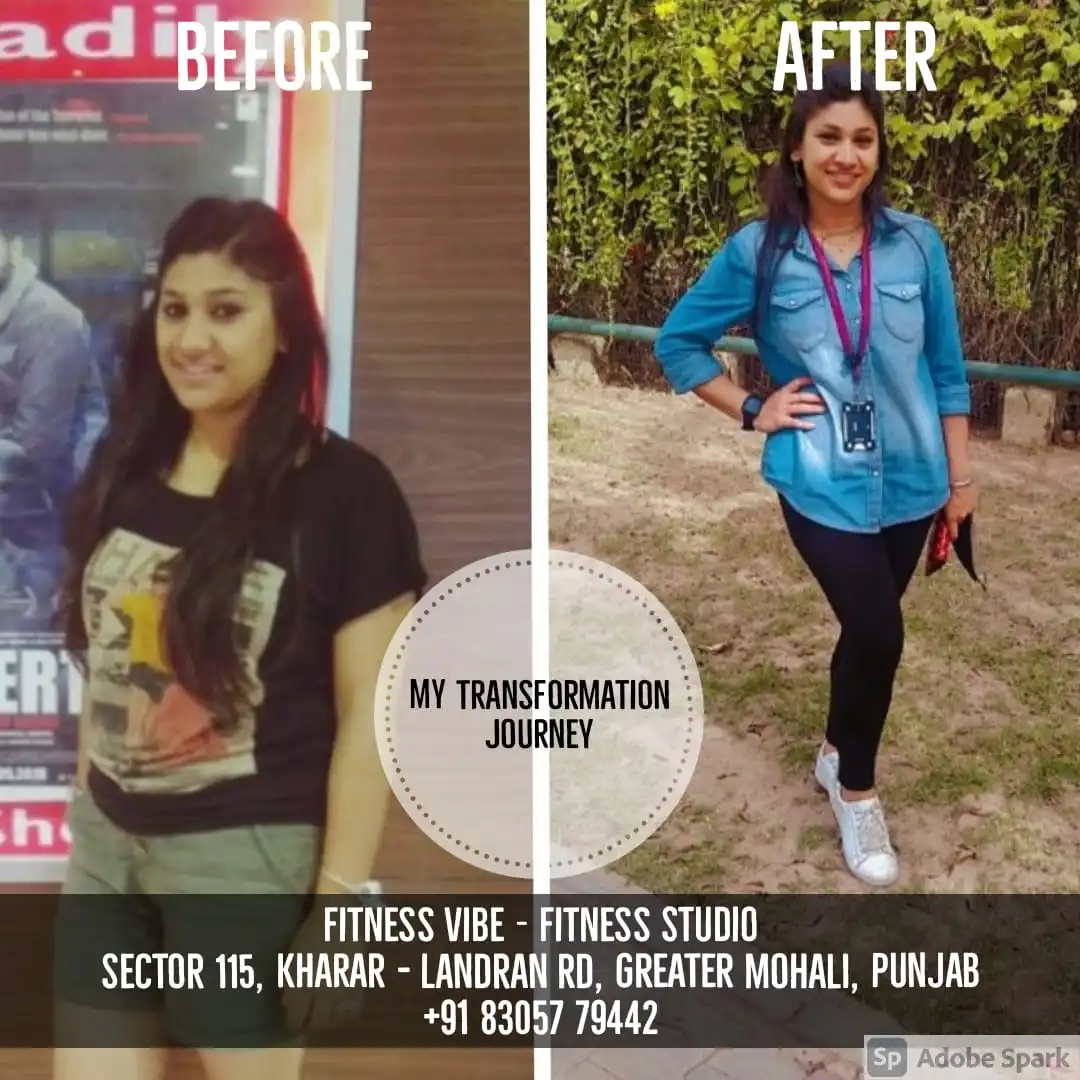 BEFORE
AFTER
adil
ERT
sho
MY TRANSFORMATION
JOURNEY
FITNESS VIBE - FITNESS STUDIO
SECTOR 115, KHARAR - LANDRAN RD, GREATER MOHALI, PUNJAB
+91 83057 79442
Sp Adobe Spark